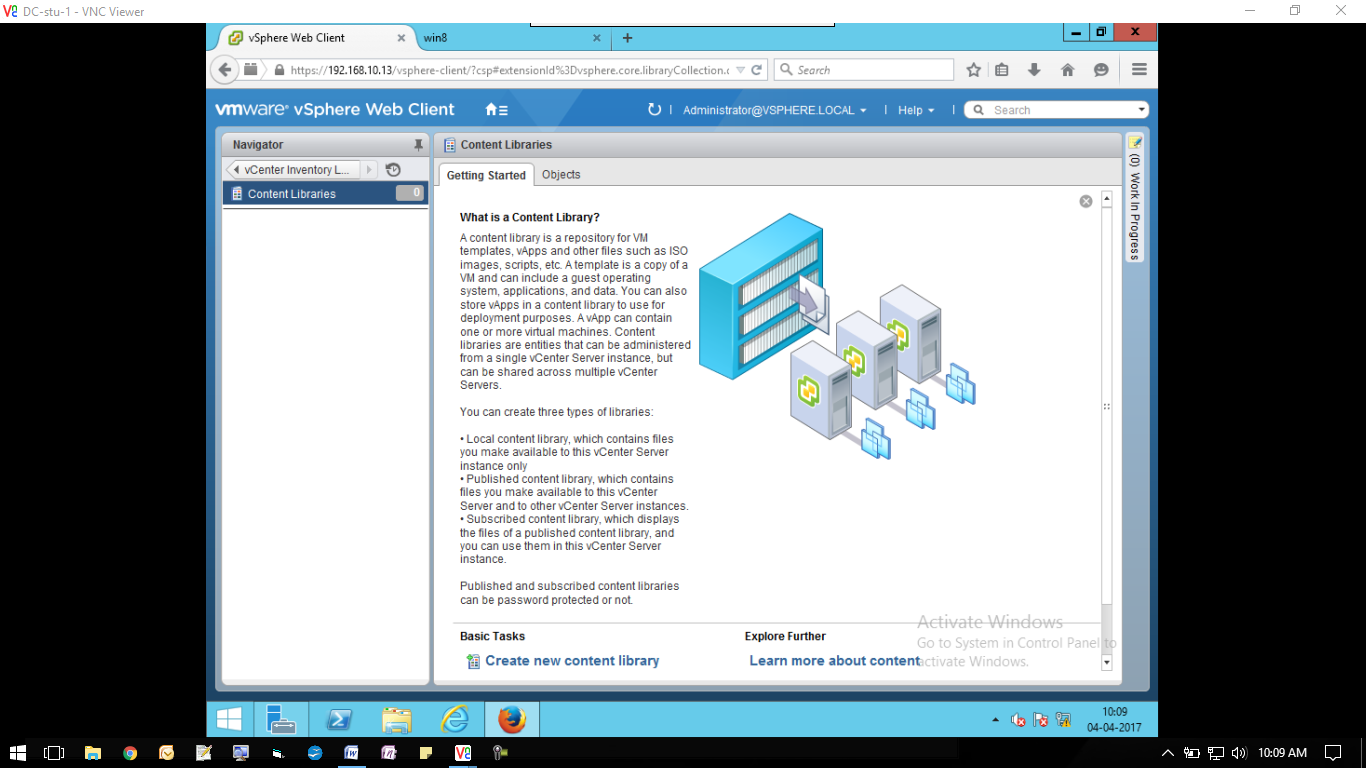 DC-stu-1 - VNC Viewer
vSphere Web Client
win8
https://192.168.10.13/vsphere-client/?csp#extensionId%3Dvsphere.core.libraryCollection.
Search
vmware® vSphere Web Client
Administrator@VSPHERE.LOCAL
Help
Search
Navigator
vCenter Inventory L...
Content Libraries 0
Content Libraries
Getting Started
Objects
(0) Work In Progress
What is a Content Library?
A content library is a repository for VM
templates, vApps and other files such as ISO
images, scripts, etc. A template is a copy of a
VM and can include a guest operating
system, applications, and data. You can also
store vApps in a content library to use for
deployment purposes. A vApp can contain
one or more virtual machines. Content
libraries are entities that can be administered
from a single vCenter Server instance, but
can be shared across multiple vCenter
Servers.
You can create three types of libraries:
• Local content library, which contains files
you make available to this vCenter Server
instance only
• Published content library, which contains
files you make available to this vCenter
Server and to other vCenter Server instances.
• Subscribed content library, which displays
the files of a published content library, and
you can use them in this vCenter Server
instance.
Published and subscribed content libraries
can be password protected or not.
Basic Tasks
Create new content library
Explore Further
Learn more about content
Activate Windows
Go to System in Control Panel to
activate Windows.
10:09
04-04-2017
10:09 AM